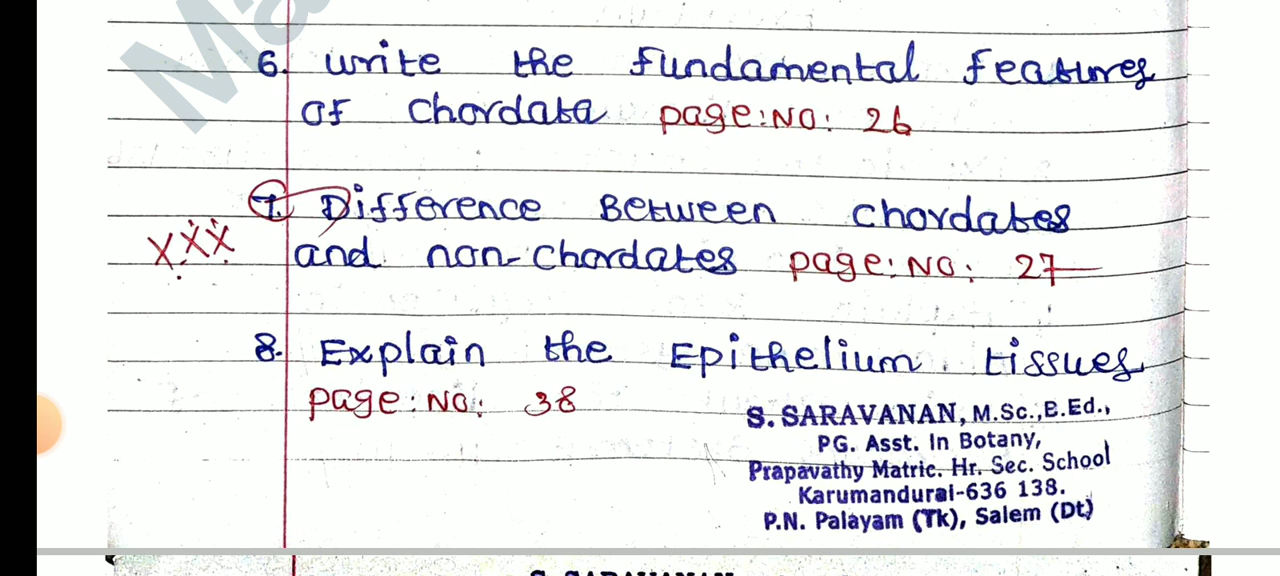 6. Write the Fundamental Features
of Chordata page: NO: 26
7. Difference Between Chordates
and non-Chordates page: NO: 27
XXX
8. Explain the Epithelium tissues
page: NO: 38
S. SARAVANAN, M.Sc.,B.Ed.,
PG. Asst. In Botany,
Prapavathy Matric. Hr. Sec. School
Karumandurai-636 138.
P.N. Palayam (Tk), Salem (Dt)